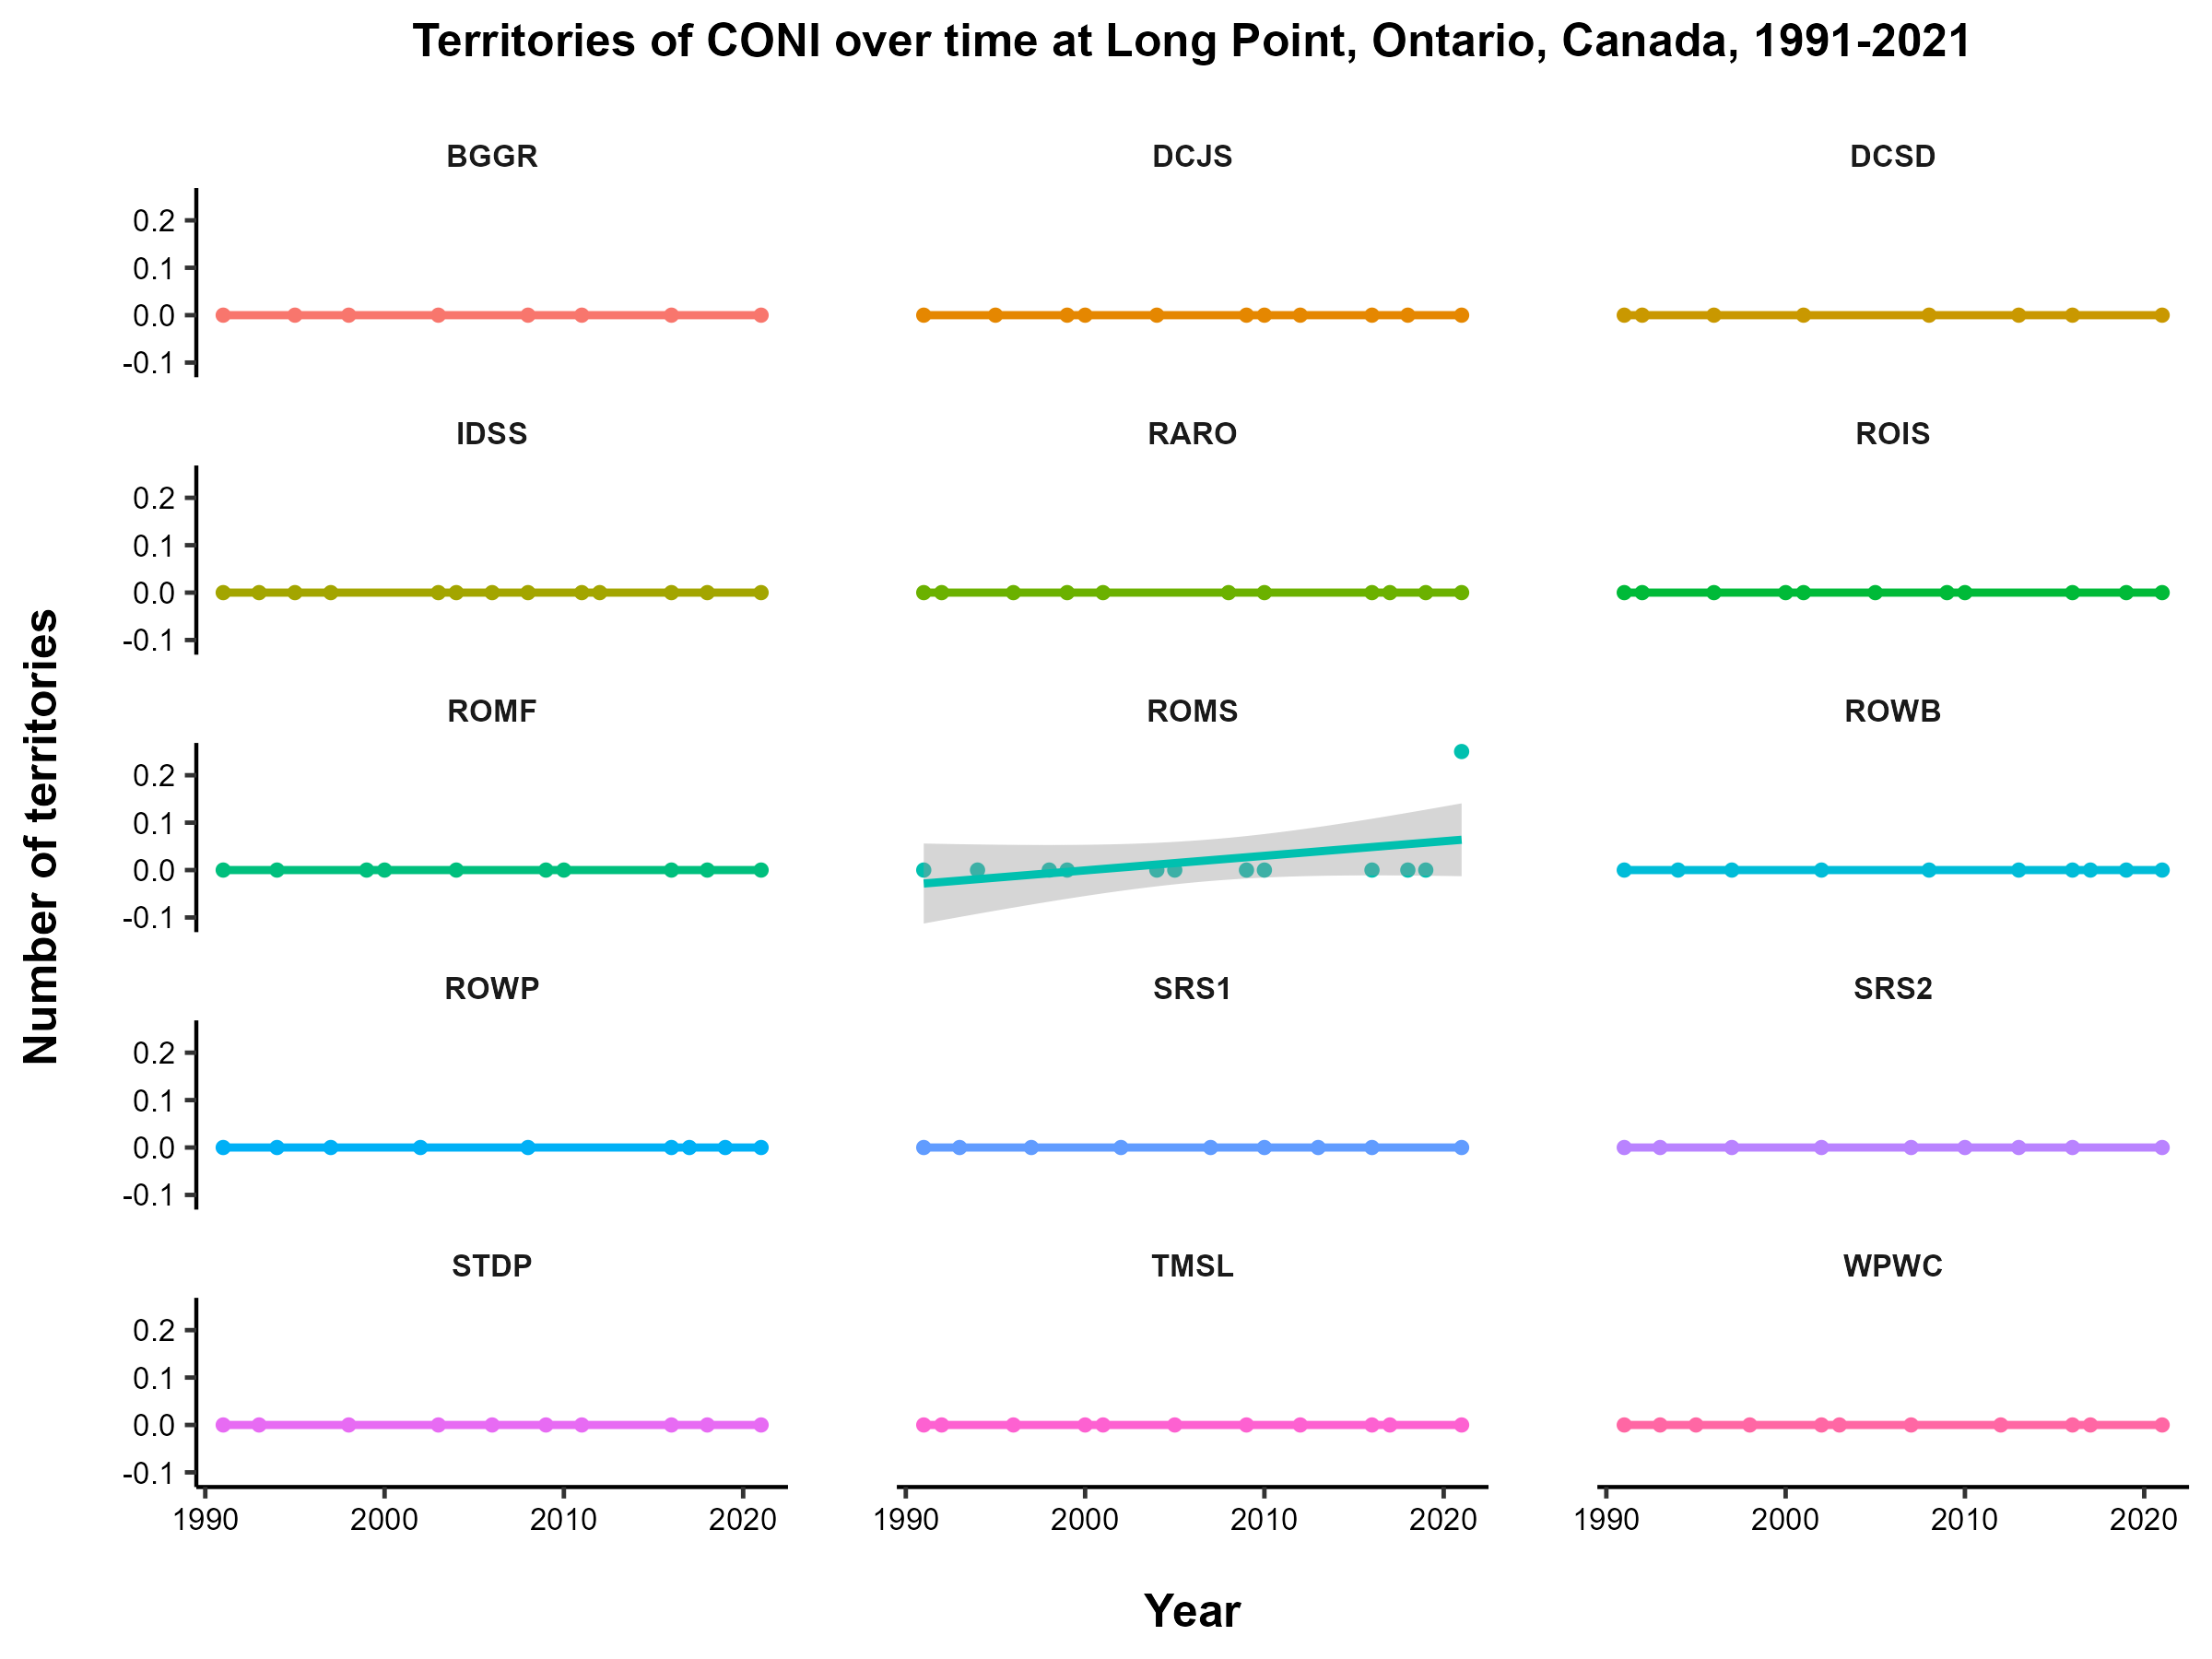 Territories of CONI over time at Long Point, Ontario, Canada, 1991-2021
BGGR DCJS DCSD
0.2
0.1
0.0
-0.1
IDSS RARO ROIS
0.2
0.1
0.0
-0.1
ROMF ROMS ROWB
0.2
0.1
0.0
-0.1
ROWP SRS1 SRS2
0.2
0.1
0.0
-0.1
STDP TMSL WPWC
0.2
0.1
0.0
-0.1
1990 2000 2010 2020 1990 2000 2010 2020 1990 2000 2010 2020
Number of territories
Year